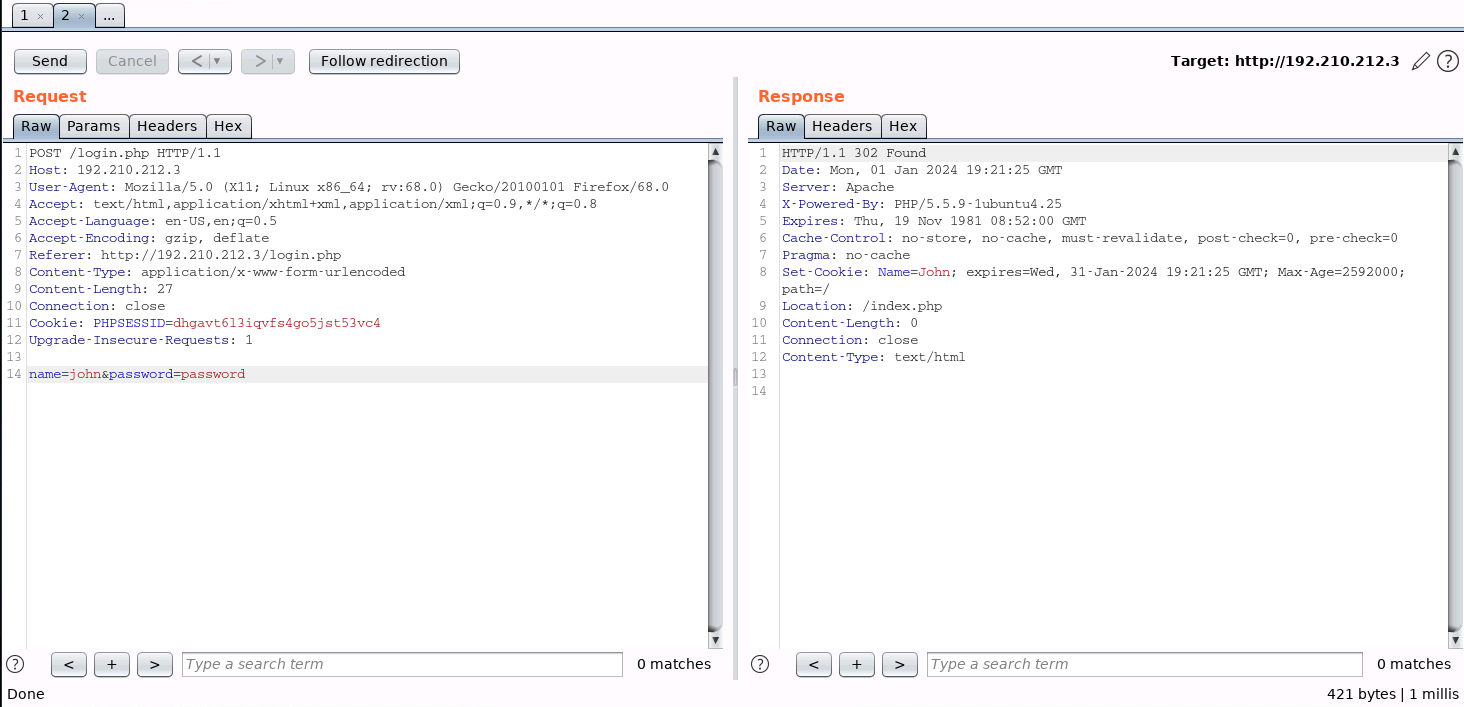 1 × 2 × ...
Send Cancel < ▼ > ▼ Follow redirection Target: http://192.210.212.3 ?
Request
Raw Params Headers Hex
1 POST /login.php HTTP/1.1
2 Host: 192.210.212.3
3 User-Agent: Mozilla/5.0 (X11; Linux x86_64; rv:68.0) Gecko/20100101 Firefox/68.0
4 Accept: text/html,application/xhtml+xml,application/xml;q=0.9,*/*;q=0.8
5 Accept-Language: en-US,en;q=0.5
6 Accept-Encoding: gzip, deflate
7 Referer: http://192.210.212.3/login.php
8 Content-Type: application/x-www-form-urlencoded
9 Content-Length: 27
10 Connection: close
11 Cookie: PHPSESSID=dhgavt6l3iqvfs4go5jst53vc4
12 Upgrade-Insecure-Requests: 1
13
14 name=john&password=password
? < + > Type a search term 0 matches
Response
Raw Headers Hex
1 HTTP/1.1 302 Found
2 Date: Mon, 01 Jan 2024 19:21:25 GMT
3 Server: Apache
4 X-Powered-By: PHP/5.5.9-1ubuntu4.25
5 Expires: Thu, 19 Nov 1981 08:52:00 GMT
6 Cache-Control: no-store, no-cache, must-revalidate, post-check=0, pre-check=0
7 Pragma: no-cache
8 Set-Cookie: Name=John; expires=Wed, 31-Jan-2024 19:21:25 GMT; Max-Age=2592000;
path=/
9 Location: /index.php
10 Content-Length: 0
11 Connection: close
12 Content-Type: text/html
13
14
? < + > Type a search term 0 matches
Done 421 bytes | 1 millis